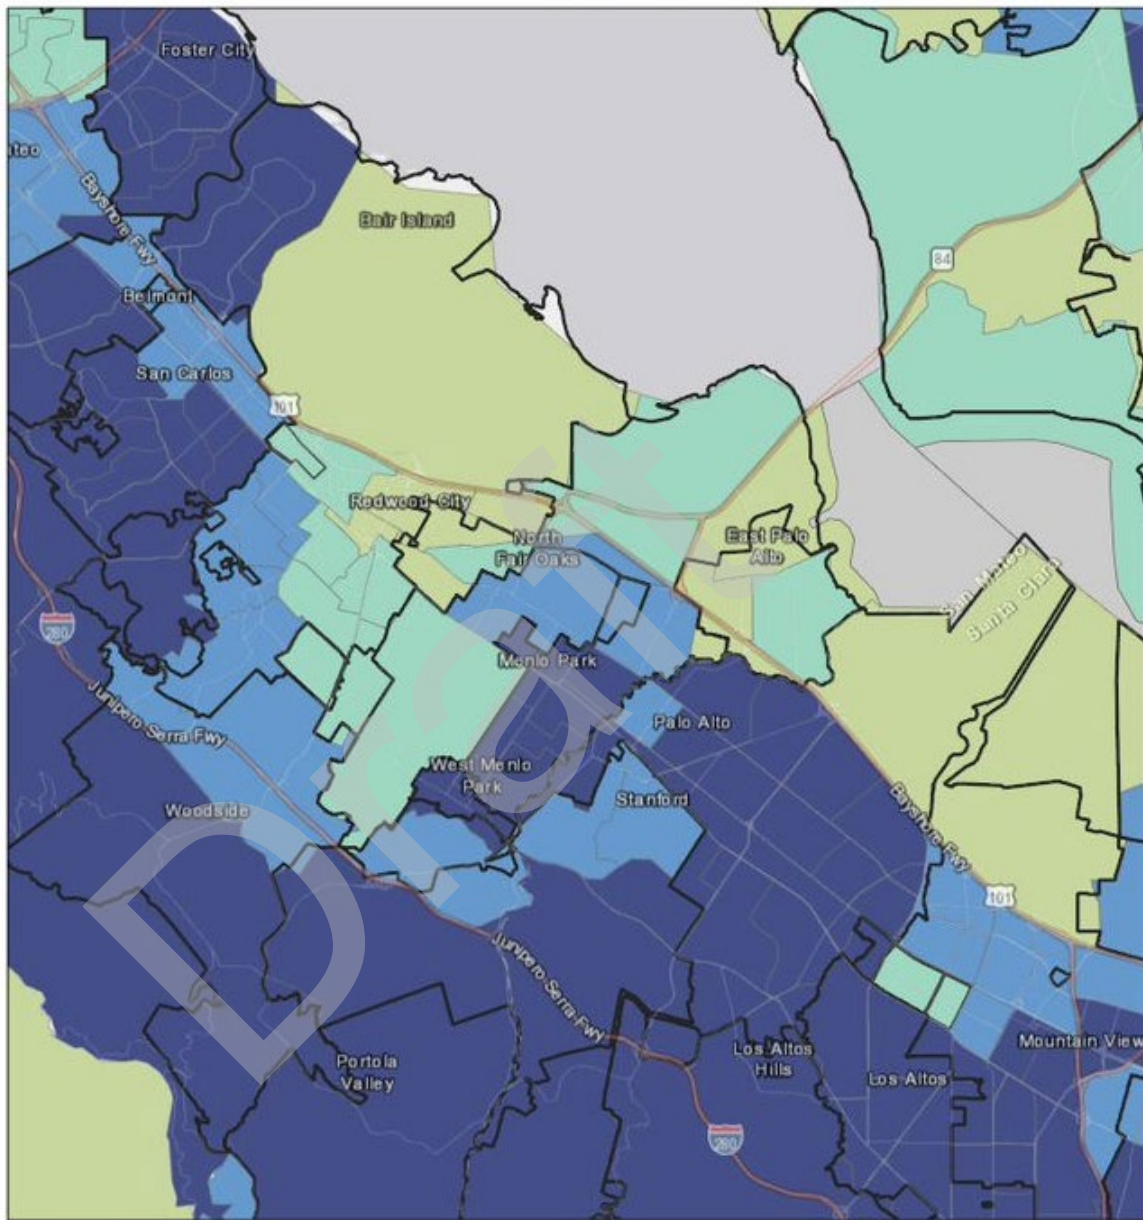 Foster City
ateo
Bayshore Fwy
Bair Island
84
Belmont
San Carlos
101
Redwood City
North
Fair Oaks
East Palo
Alto
San Mateo
Santa Clara
280
Menlo Park
Junipero Serra Fwy
Palo Alto
West Menlo
Park
Woodside
Stanford
Bayshore Fwy
101
Junipero Serra Fwy
Portola
Valley
Los Altos
Hills
Mountain View
Los Altos
280
Draft